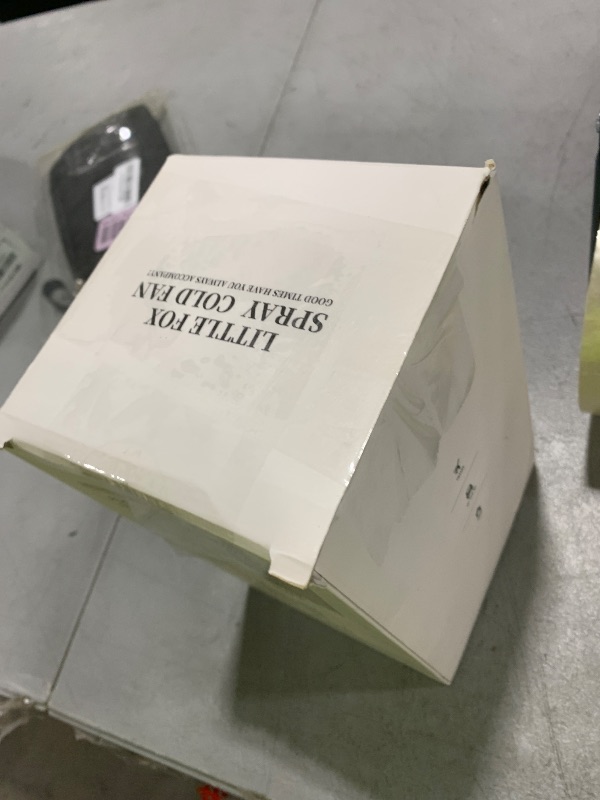 LITTLE FOX
SPRAY COLD FAN
GOOD TIMES HAVE YOU ALWAYS ACCOMPANY!